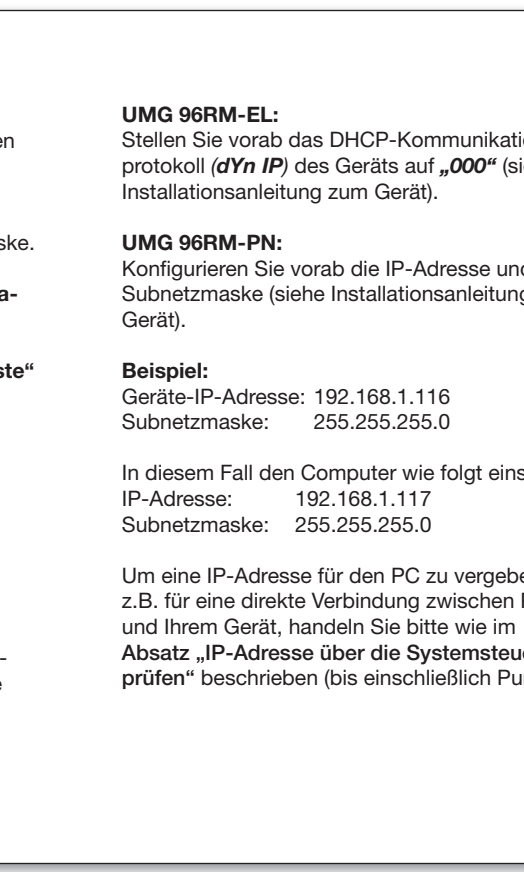 en
ske.
a-
ste“
-
e
UMG 96RM-EL:
Stellen Sie vorab das DHCP-Kommunikati
protokoll (dYn IP) des Geräts auf „000“ (si
Installationsanleitung zum Gerät).
UMG 96RM-PN:
Konfigurieren Sie vorab die IP-Adresse und
Subnetzmaske (siehe Installationsanleitung
Gerät).
Beispiel:
Geräte-IP-Adresse: 192.168.1.116
Subnetzmaske: 255.255.255.0
In diesem Fall den Computer wie folgt eins
IP-Adresse: 192.168.1.117
Subnetzmaske: 255.255.255.0
Um eine IP-Adresse für den PC zu vergebe
z.B. für eine direkte Verbindung zwischen
und Ihrem Gerät, handeln Sie bitte wie im
Absatz „IP-Adresse über die Systemsteu
prüfen“ beschrieben (bis einschließlich Pu